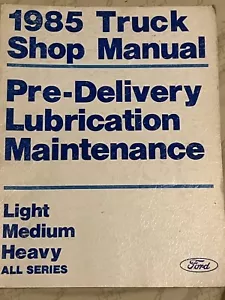 1985 Truck
Shop Manual
Pre-Delivery
Lubrication
Maintenance
Light
Medium
Heavy
ALL SERIES
Ford